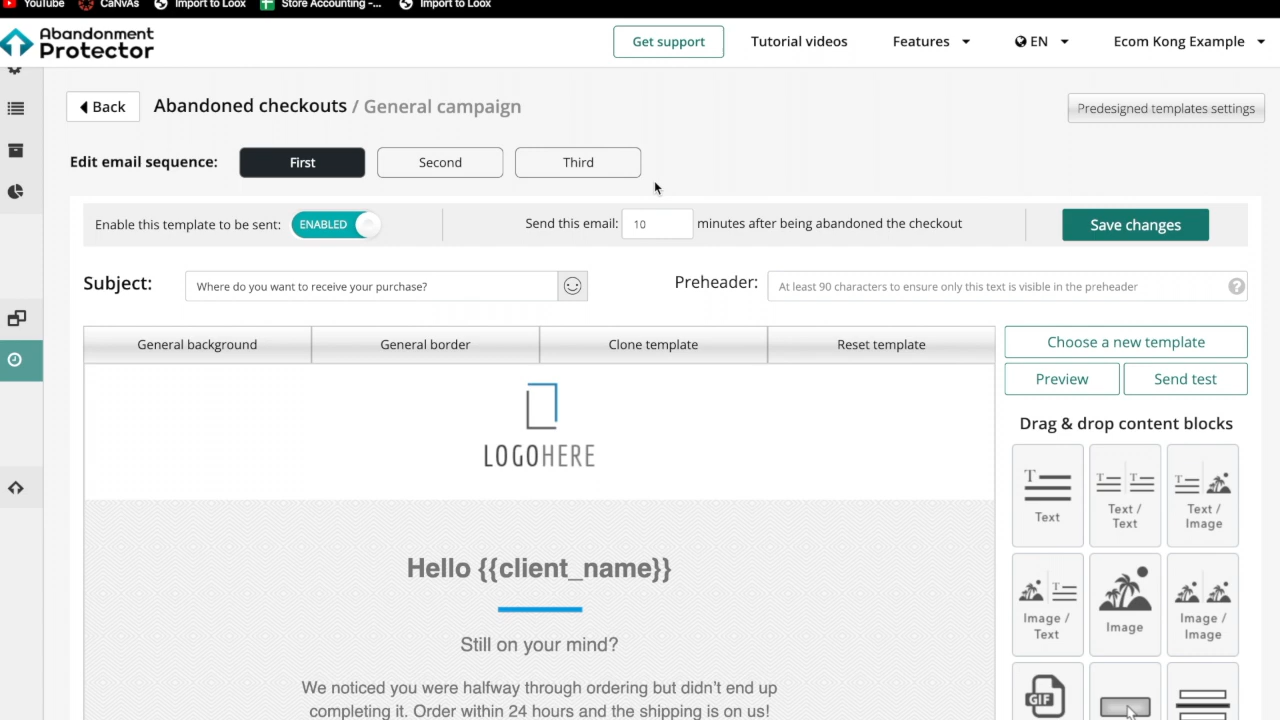 YouTube CaNvAs Import to Loox Store Accounting -... Import to Loox
Abandonment
Protector
Get support Tutorial videos Features EN Ecom Kong Example
Back Abandoned checkouts / General campaign Predesigned templates settings
Edit email sequence: First Second Third
Enable this template to be sent: ENABLED Send this email: 10 minutes after being abandoned the checkout Save changes
Subject: Where do you want to receive your purchase? Preheader: At least 90 characters to ensure only this text is visible in the preheader ?
General background General border Clone template Reset template Choose a new template
Preview Send test
LOGOHERE
Drag & drop content blocks
T T T T
Text Text / Text /
Text Image
Hello {{client_name}}
T
Image / Image Image /
Text Image
Still on your mind?
We noticed you were halfway through ordering but didn't end up
completing it. Order within 24 hours and the shipping is on us!
GIF